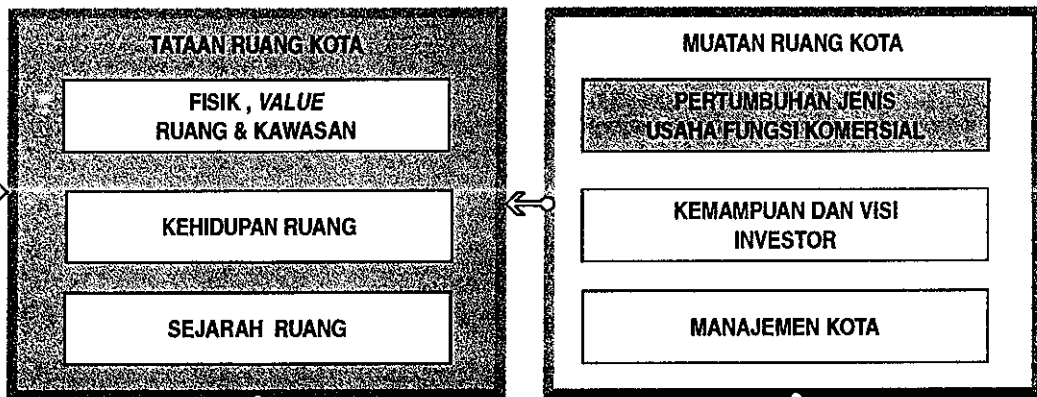 TATAAN RUANG KOTA
FISIK , VALUE
RUANG & KAWASAN
KEHIDUPAN RUANG
SEJARAH RUANG
MUATAN RUANG KOTA
PERTUMBUHAN JENIS
USAHA FUNGSI KOMERSIAL
KEMAMPUAN DAN VISI
INVESTOR
MANAJEMEN KOTA